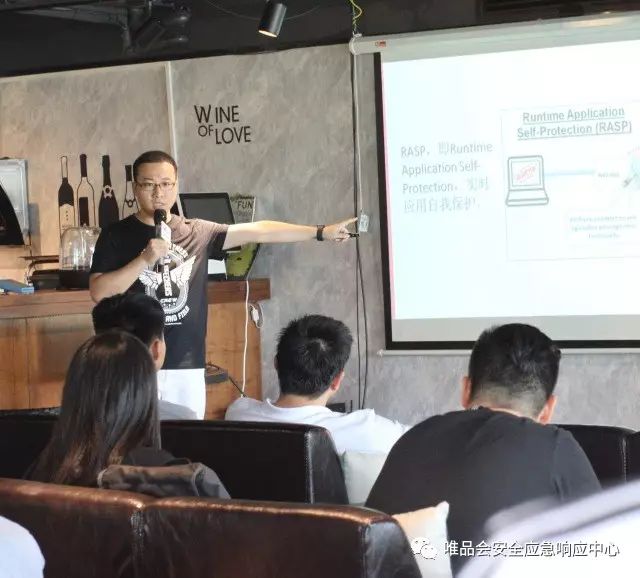 WINE
OF
LOVE
FUN
Runtime Application
Self-Protection (RASP)
RASP，即Runtime
Application Self-
Protection，实时
应用自我保护。
唯品会安全应急响应中心